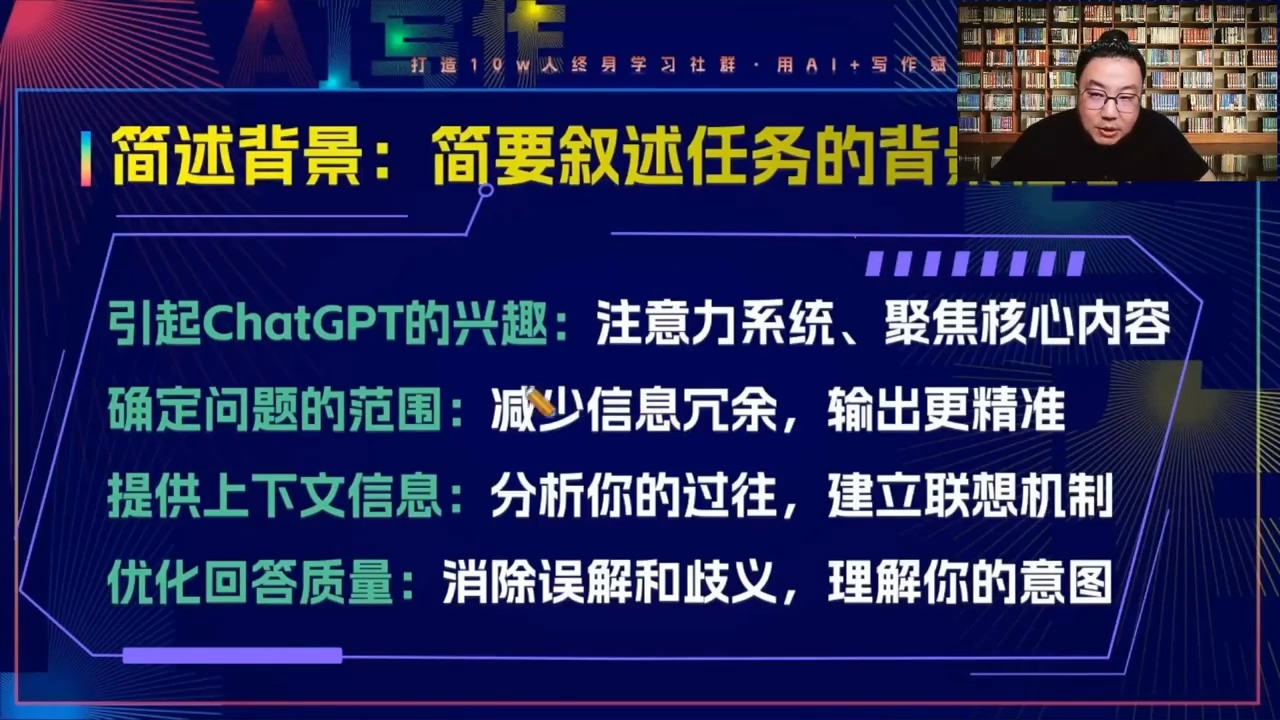 AI写作
打造10w人终身学习社群·用AI+写作赋
简述背景：简要叙述任务的背
引起ChatGPT的兴趣：注意力系统、聚焦核心内容
确定问题的范围：减少信息冗余，输出更精准
提供上下文信息：分析你的过往，建立联想机制
优化回答质量：消除误解和歧义，理解你的意图